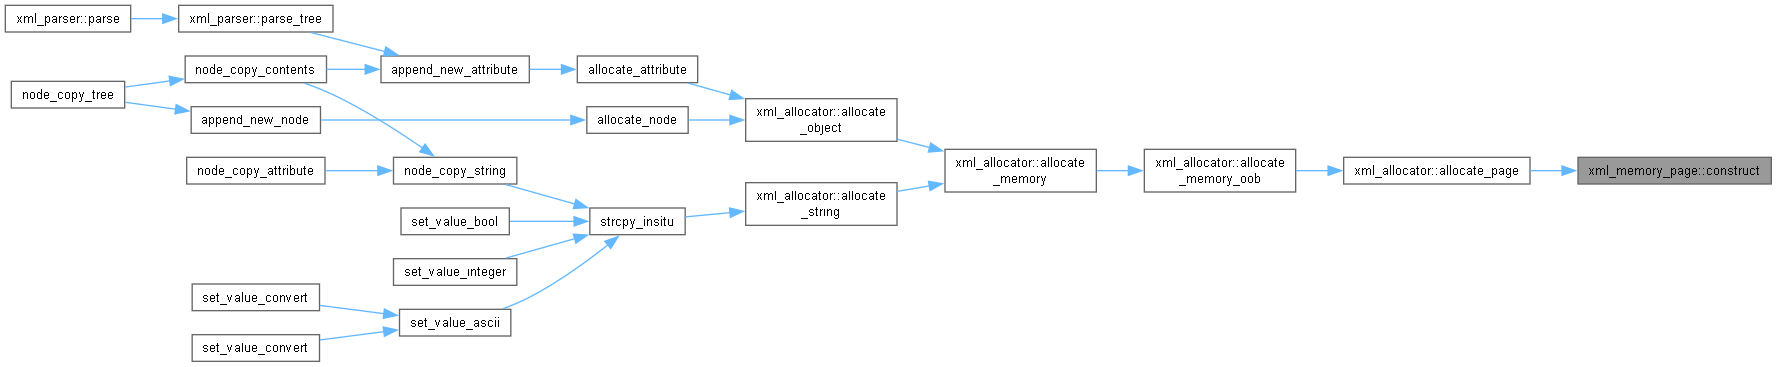 xml_parser::parse
xml_parser::parse_tree
node_copy_contents
append_new_attribute
allocate_attribute
node_copy_tree
append_new_node
allocate_node
xml_allocator::allocate
_object
node_copy_attribute
node_copy_string
xml_allocator::allocate
_memory
xml_allocator::allocate
_memory_oob
xml_allocator::allocate_page
xml_memory_page::construct
set_value_bool
strcpy_insitu
xml_allocator::allocate
_string
set_value_integer
set_value_convert
set_value_ascii
set_value_convert